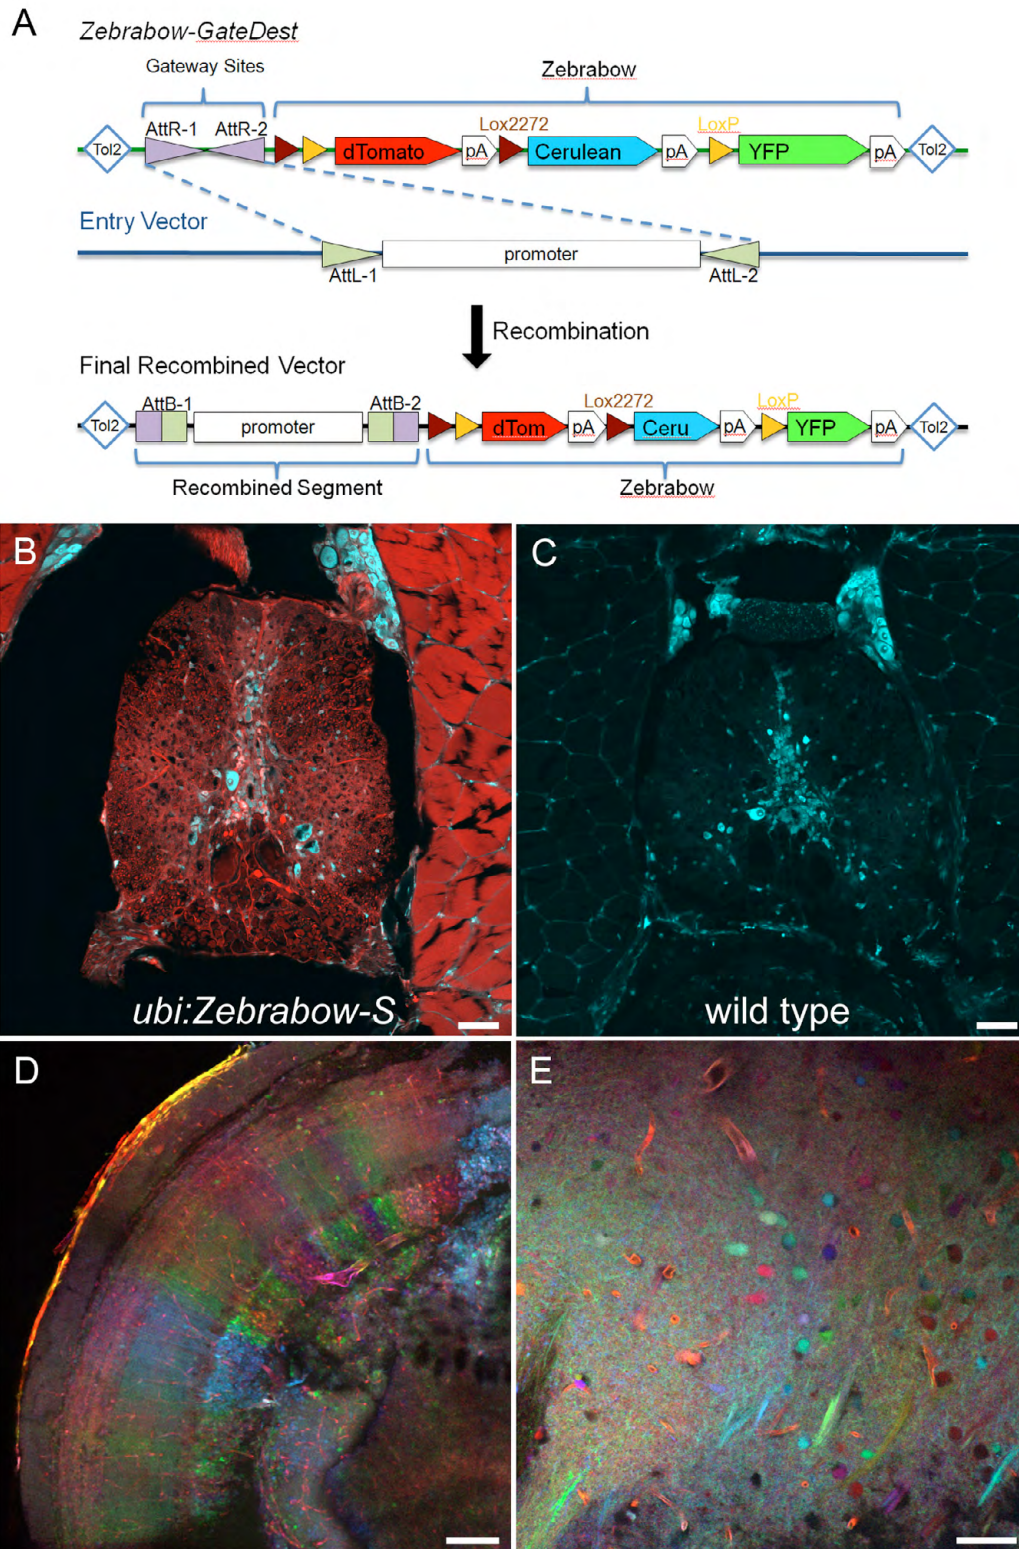 A
Zebrabow-GateDest
Gateway Sites
Zebrabow
AttR-1 AttR-2
Lox2272
LoxP
Tol2
dTomato
pA
Cerulean
pA
YFP
pA
Tol2
Entry Vector
promoter
AttL-1
AttL-2
Recombination
Final Recombined Vector
AttB-1
AttB-2
Lox2272
LoxP
Tol2
promoter
dTom
pA
Ceru
pA
YFP
pA
Tol2
Recombined Segment
Zebrabow
B
C
ubi:Zebrabow-S
wild type
D
E